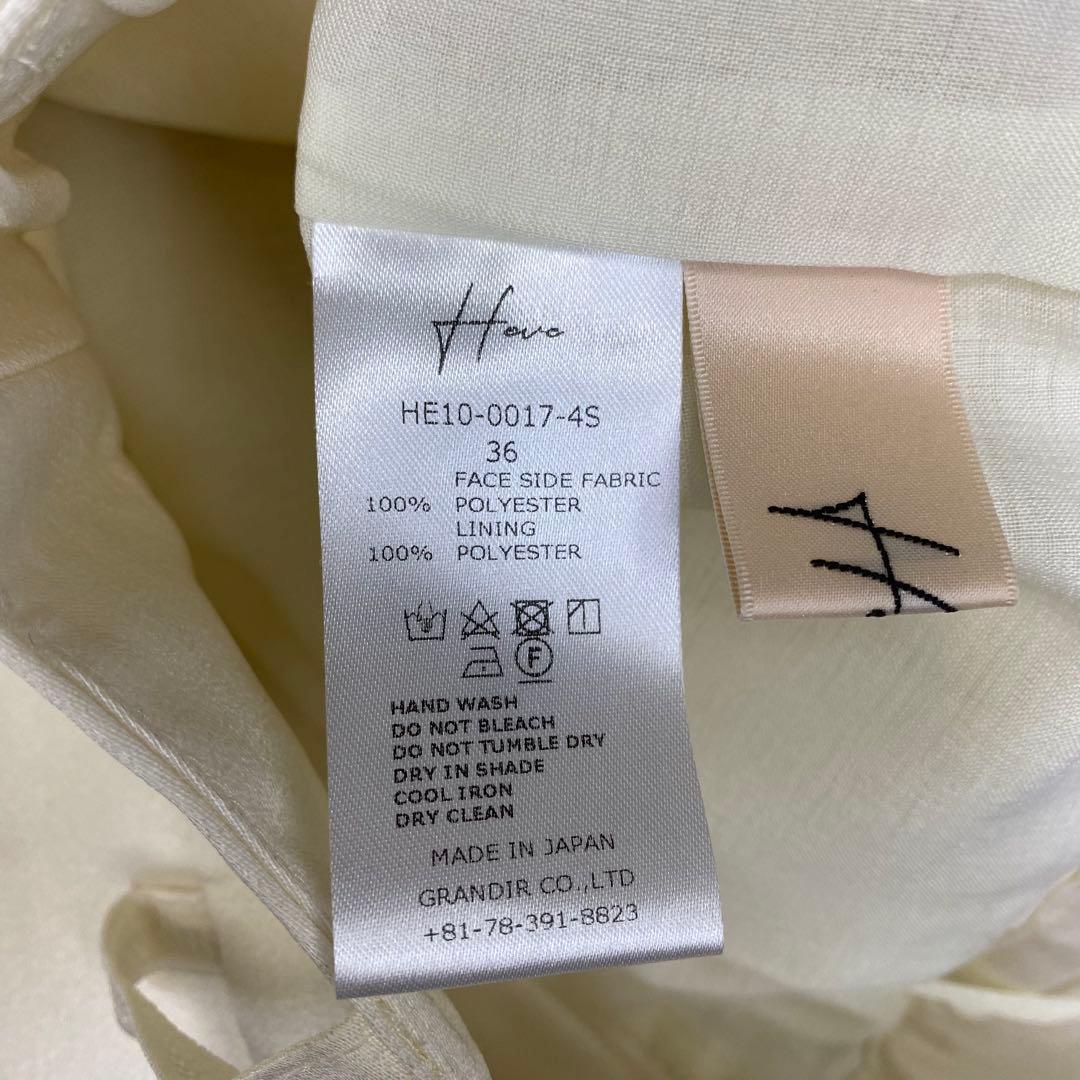 Heve
HE10-0017-4S
36
FACE SIDE FABRIC
100% POLYESTER
LINING
100% POLYESTER
F
HAND WASH
DO NOT BLEACH
DO NOT TUMBLE DRY
DRY IN SHADE
COOL IRON
DRY CLEAN
MADE IN JAPAN
GRANDIR CO.,LTD
+81-78-391-8823
H